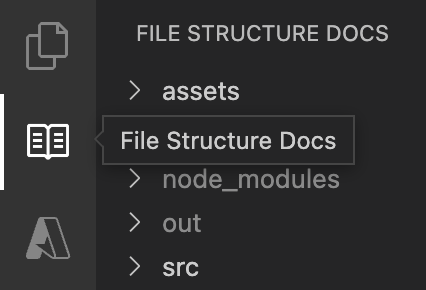 FILE STRUCTURE DOCS
assets
File Structure Docs
node_modules
out
src